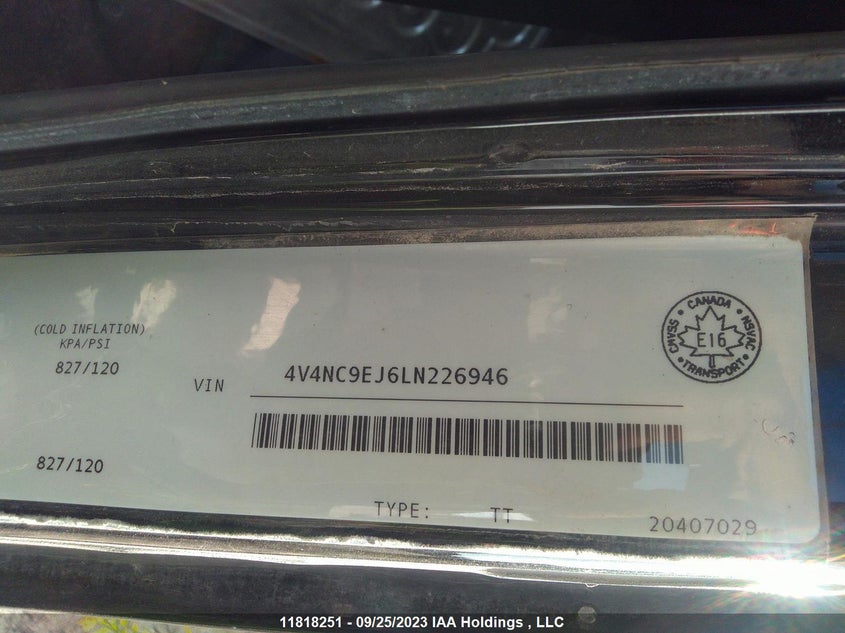 (COLD INFLATION)
KPA/PSI
827/120
VIN 4V4NC9EJ6LN226946
CANADA
CMVSS
E16
NSVAC
TRANSPORT
827/120
TYPE: TT
20407029
11818251 - 09/25/2023 IAA Holdings , LLC